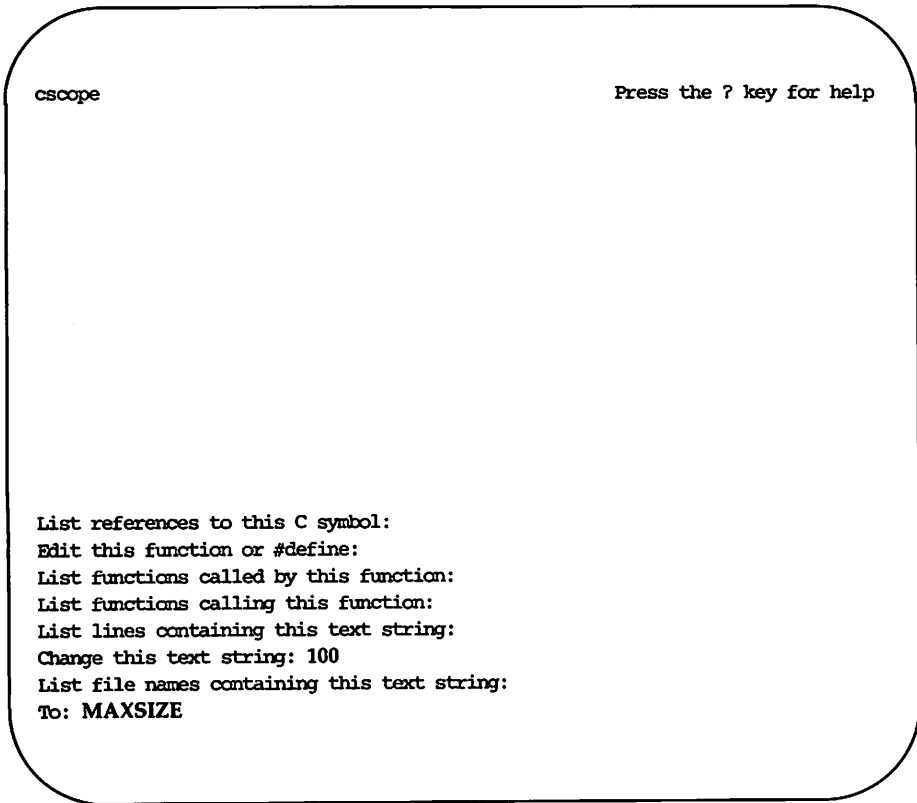 cscope Press the ? key for help
List references to this C symbol:
Edit this function or #define:
List functions called by this function:
List functions calling this function:
List lines containing this text string:
Change this text string: 100
List file names containing this text string:
To: MAXSIZE